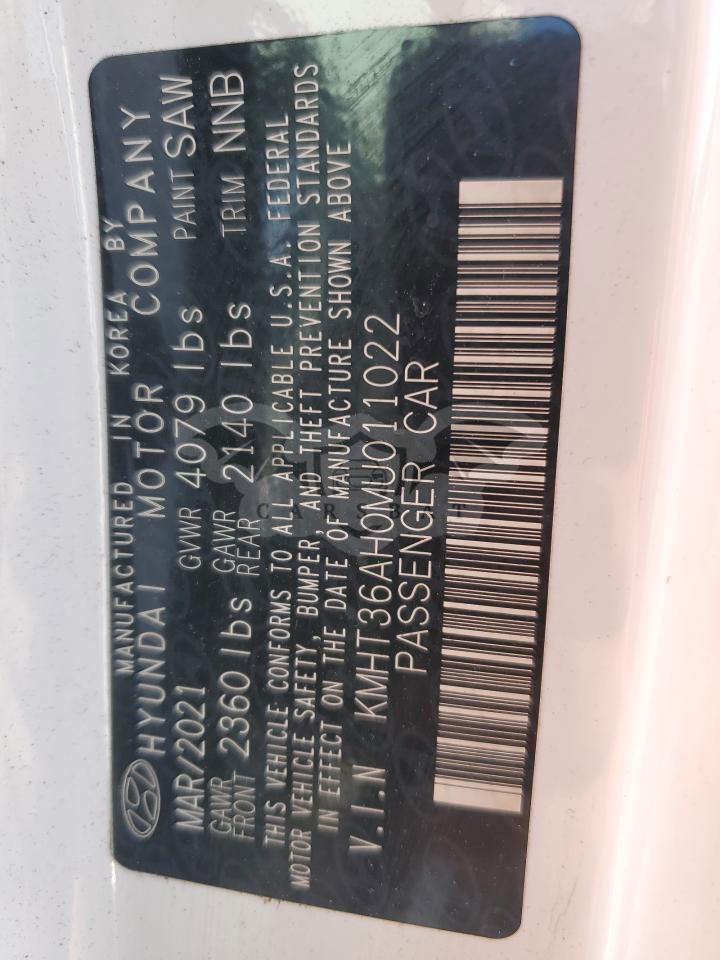 MANUFACTURED IN KOREA BY
HYUNDAI MOTOR COMPANY
MAR/2021 GVWR 4079 lbs PAINT SAW
GAWR FRONT 2360 lbs GAWR REAR 2140 lbs TRIM NNB
THIS VEHICLE CONFORMS TO ALL APPLICABLE U.S.A. FEDERAL
MOTOR VEHICLE SAFETY, BUMPER, AND THEFT PREVENTION STANDARDS
IN EFFECT ON THE DATE OF MANUFACTURE SHOWN ABOVE
V.I.N KMHT36AH0MU011022
PASSENGER CAR
CARSBAT